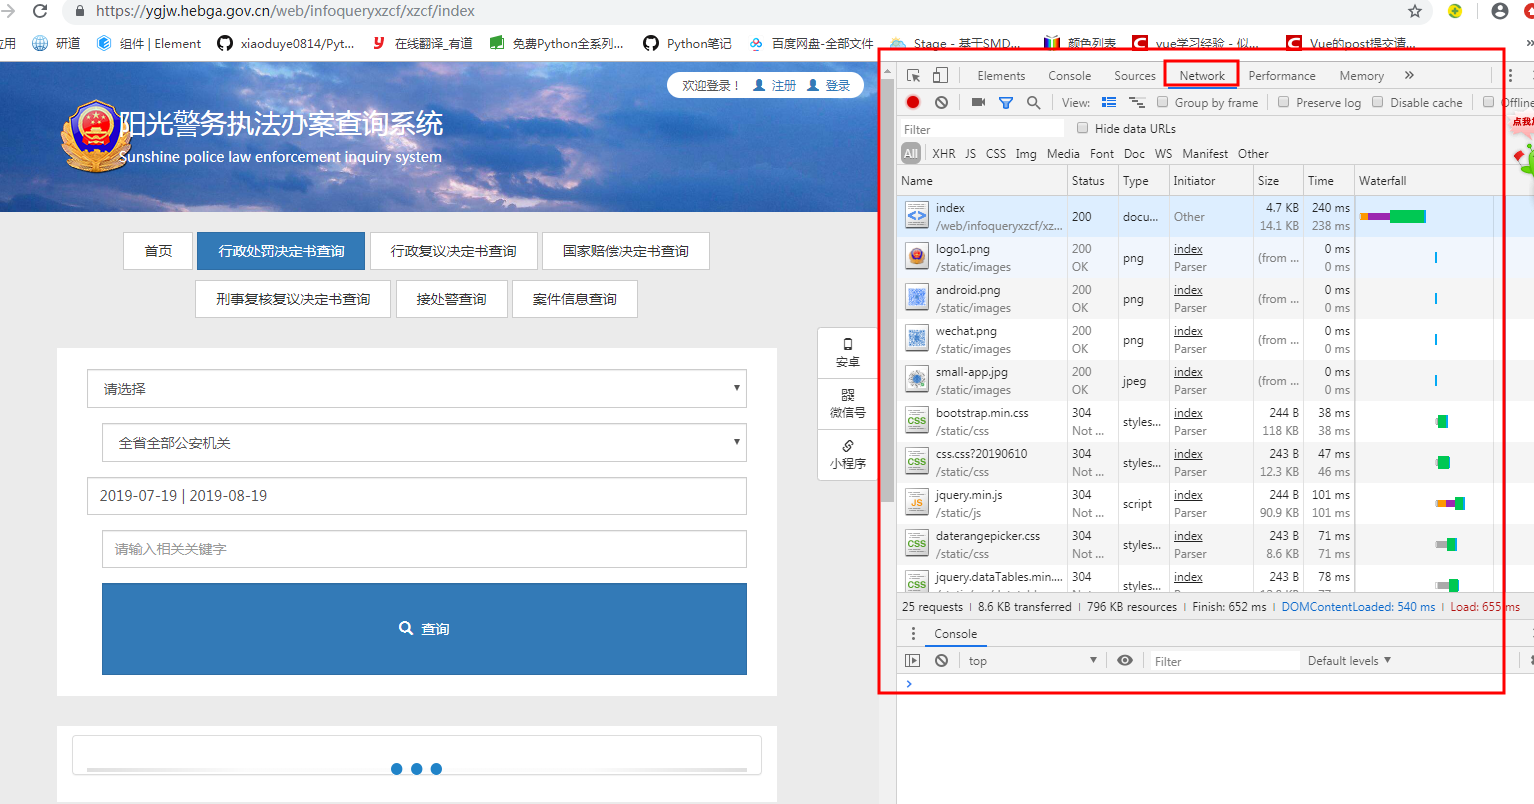 https://ygjw.hebga.gov.cn/web/infoqueryxzcf/xzcf/index
应用 研道 组件 | Element xiaoduye0814/Pyt... 在线翻译_有道 免费Python全系列... Python笔记 百度网盘-全部文件 Stage - 基于SMD... 颜色列表 vue学习经验 - 似... Vue的post提交请... »
欢迎登录！ 注册 登录
阳光警务执法办案查询系统
Sunshine police law enforcement inquiry system
首页 行政处罚决定书查询 行政复议决定书查询 国家赔偿决定书查询
刑事复核复议决定书查询 接处警查询 案件信息查询
请选择
全省全部公安机关
2019-07-19 | 2019-08-19
请输入相关关键字
查询
安卓
微信号
小程序
Elements Console Sources Network Performance Memory »
View: Group by frame Preserve log Disable cache Offline
Filter Hide data URLs
All XHR JS CSS Img Media Font Doc WS Manifest Other
Name Status Type Initiator Size Time Waterfall
index 200 docu... Other 4.7 KB 240 ms
/web/infoqueryxzcf/xz... 14.1 KB 238 ms
logo1.png 200 png index (from ... 0 ms
/static/images OK Parser 0 ms
android.png 200 png index (from ... 0 ms
/static/images OK Parser 0 ms
wechat.png 200 png index (from ... 0 ms
/static/images OK Parser 0 ms
small-app.jpg 200 jpeg index (from ... 0 ms
/static/images OK Parser 0 ms
bootstrap.min.css 304 styles... index 244 B 38 ms
/static/css Not ... Parser 118 KB 38 ms
css.css?20190610 304 styles... index 243 B 47 ms
/static/css Not ... Parser 12.3 KB 46 ms
jquery.min.js 304 script index 244 B 101 ms
/static/js Not ... Parser 90.9 KB 101 ms
daterangepicker.css 304 styles... index 243 B 71 ms
/static/css Not ... Parser 8.6 KB 71 ms
jquery.dataTables.min.... 304 styles... index 243 B 78 ms
25 requests | 8.6 KB transferred | 796 KB resources | Finish: 652 ms | DOMContentLoaded: 540 ms | Load: 655 ms
Console
top Filter Default levels